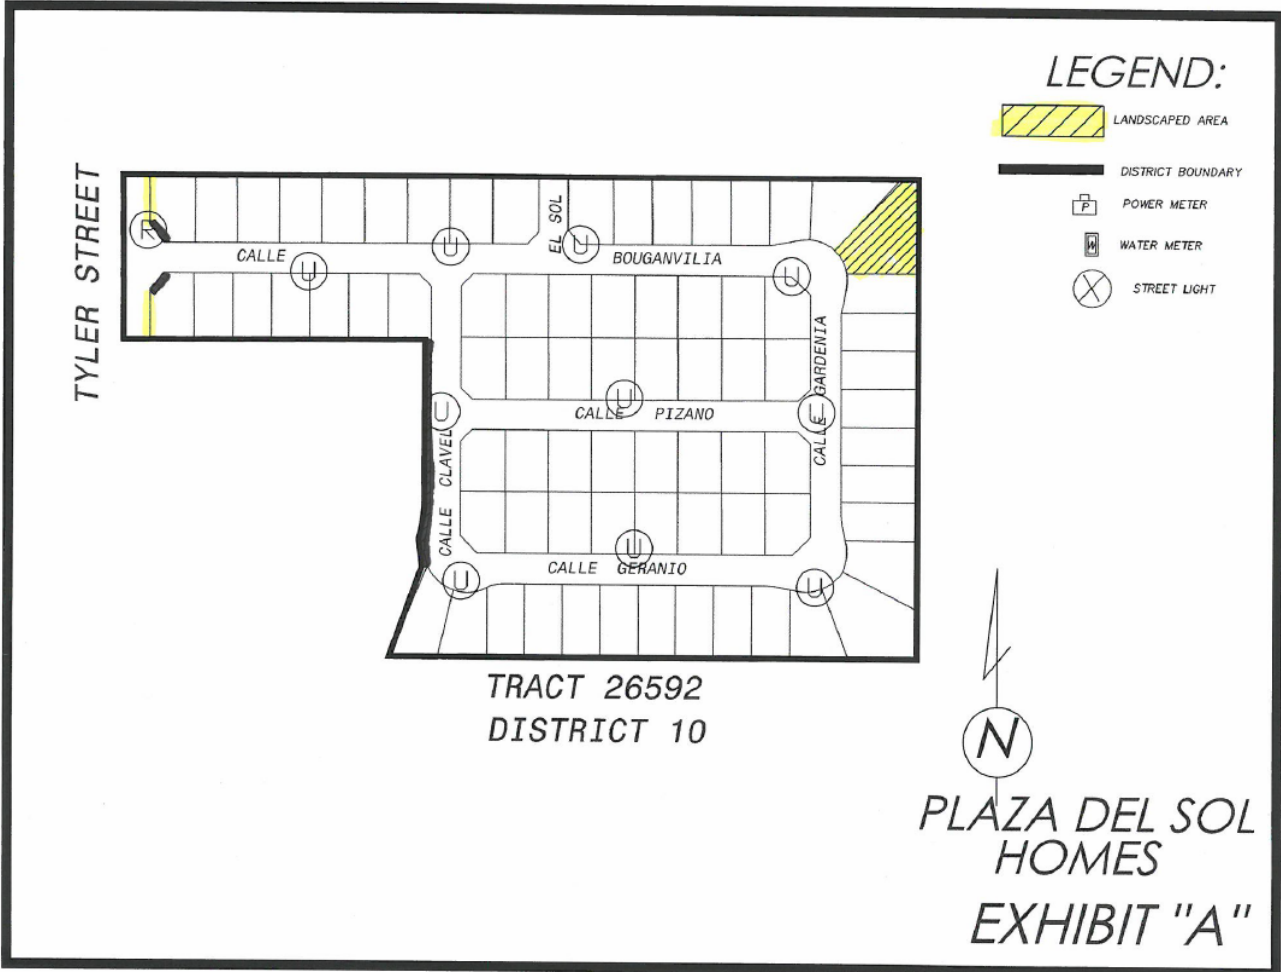 LEGEND:
LANDSCAPED AREA
DISTRICT BOUNDARY
P
POWER METER
W
WATER METER
X
STREET LIGHT
TYLER STREET
R
CALLE
U
U
EL SOL
U
BOUGANVILIA
U
CALLE GARDENIA
U
CALLE PIZANO
U
U
CALLE CLAVEL
U
CALLE GERANIO
U
U
TRACT 26592
DISTRICT 10
N
PLAZA DEL SOL
HOMES
EXHIBIT "A"